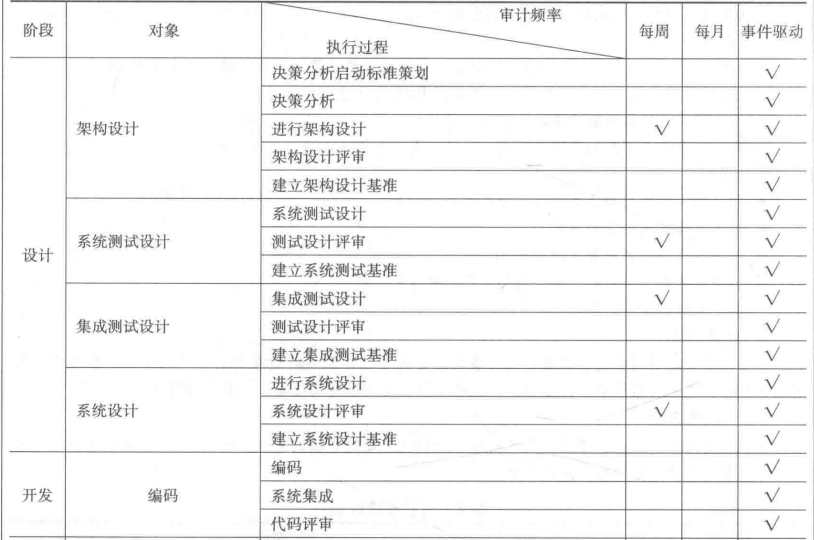 阶段 对象 审计频率 执行过程 每周 每月 事件驱动
设计 架构设计 决策分析启动标准策划 √
决策分析 √
进行架构设计 √ √
架构设计评审 √
建立架构设计基准 √
系统测试设计 系统测试设计 √
测试设计评审 √ √
建立系统测试基准 √
集成测试设计 集成测试设计 √ √
测试设计评审 √
建立集成测试基准 √
系统设计 进行系统设计 √
系统设计评审 √ √
建立系统设计基准 √
开发 编码 编码 √
系统集成 √
代码评审 √